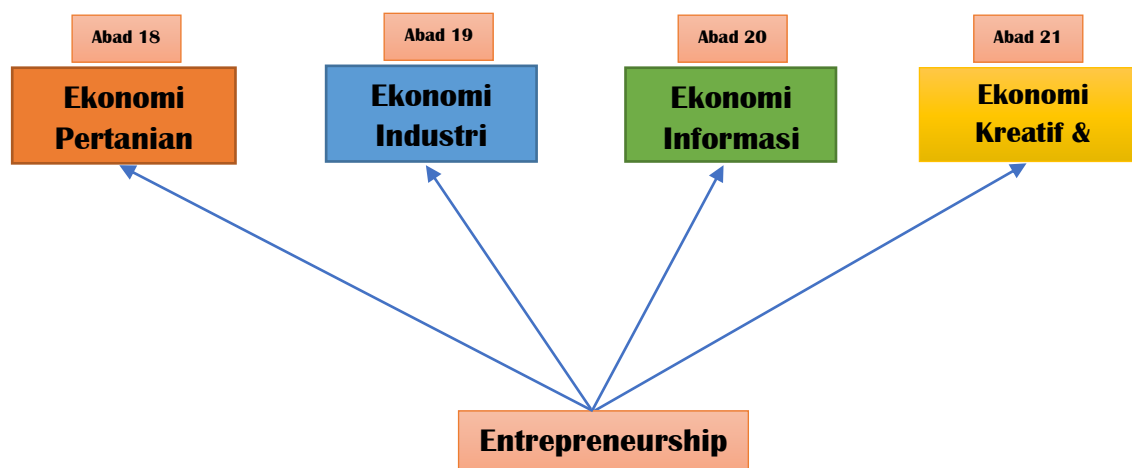 Abad 18
Abad 19
Abad 20
Abad 21
Ekonomi
Pertanian
Ekonomi
Industri
Ekonomi
Informasi
Ekonomi
Kreatif &
Entrepreneurship